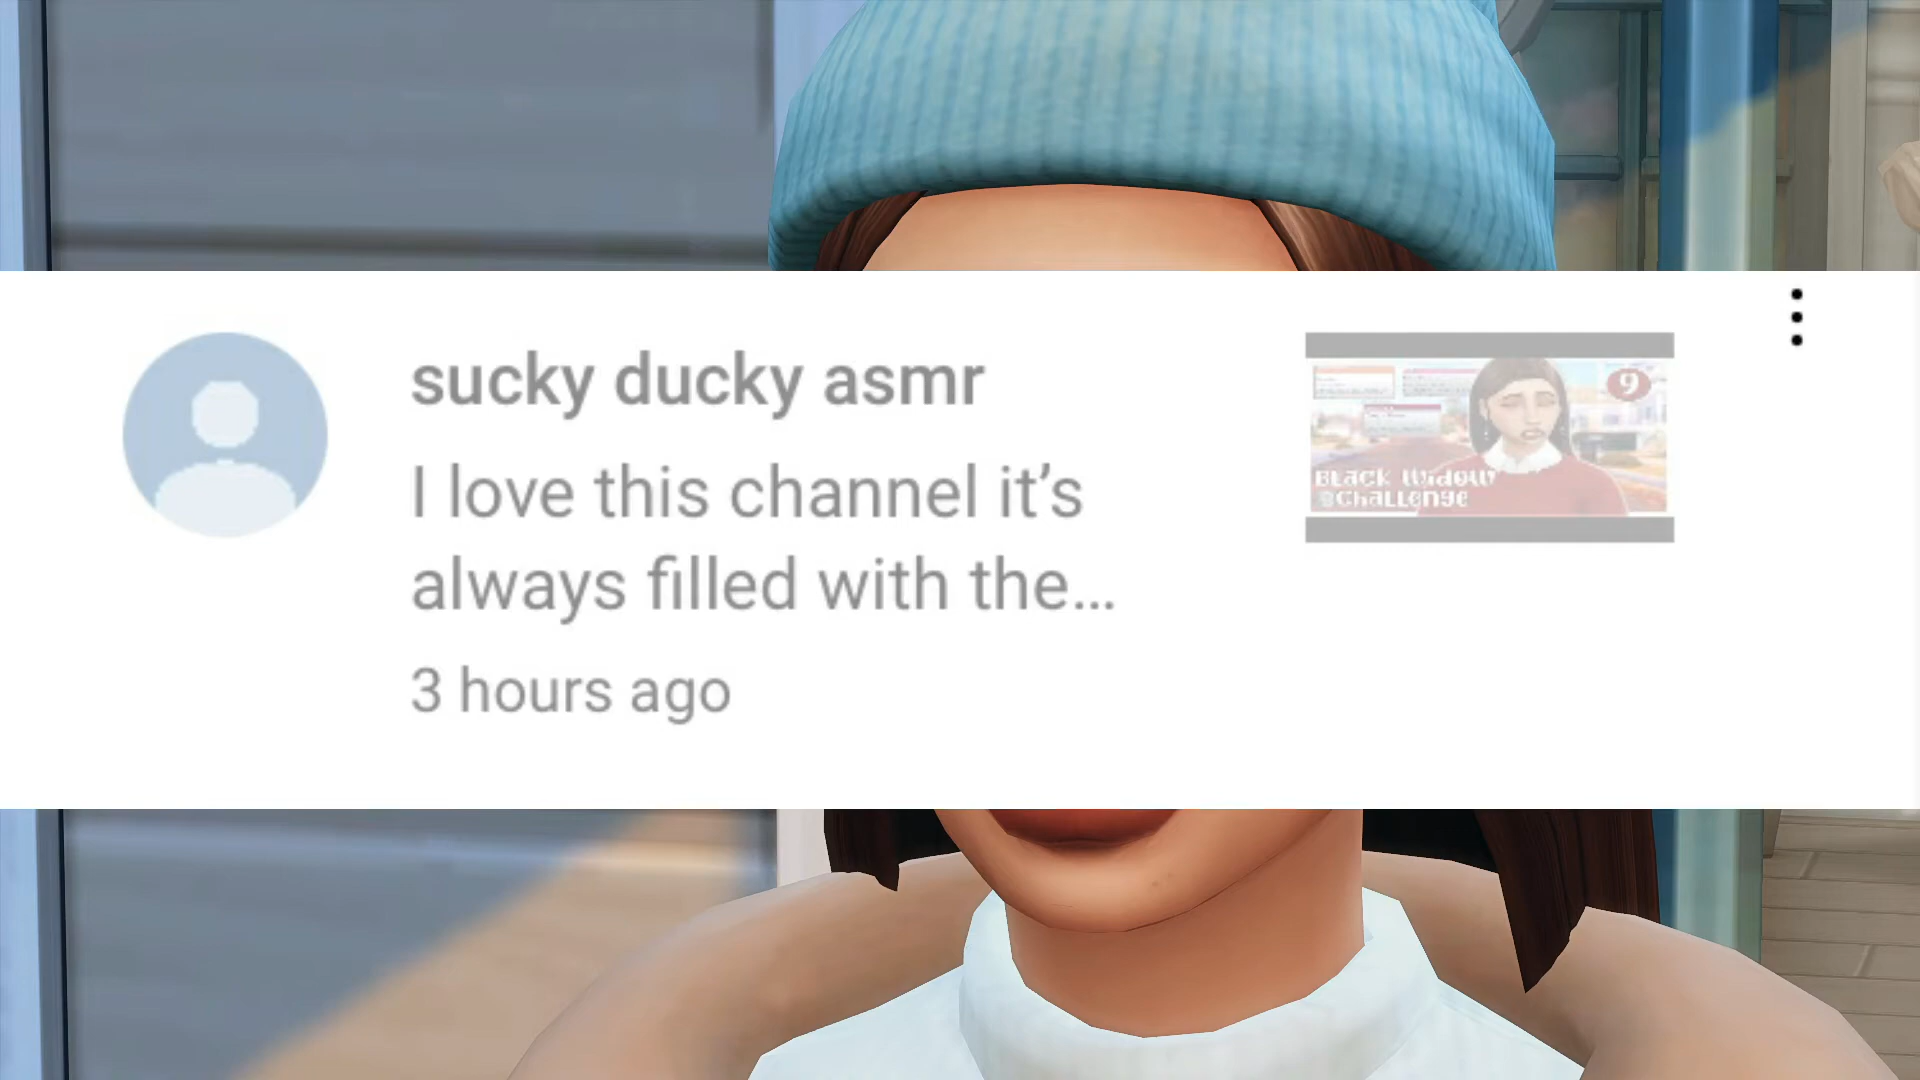 sucky ducky asmr
I love this channel it’s
always filled with the...
3 hours ago
9
BLACK WIDOW
CHALLENGE